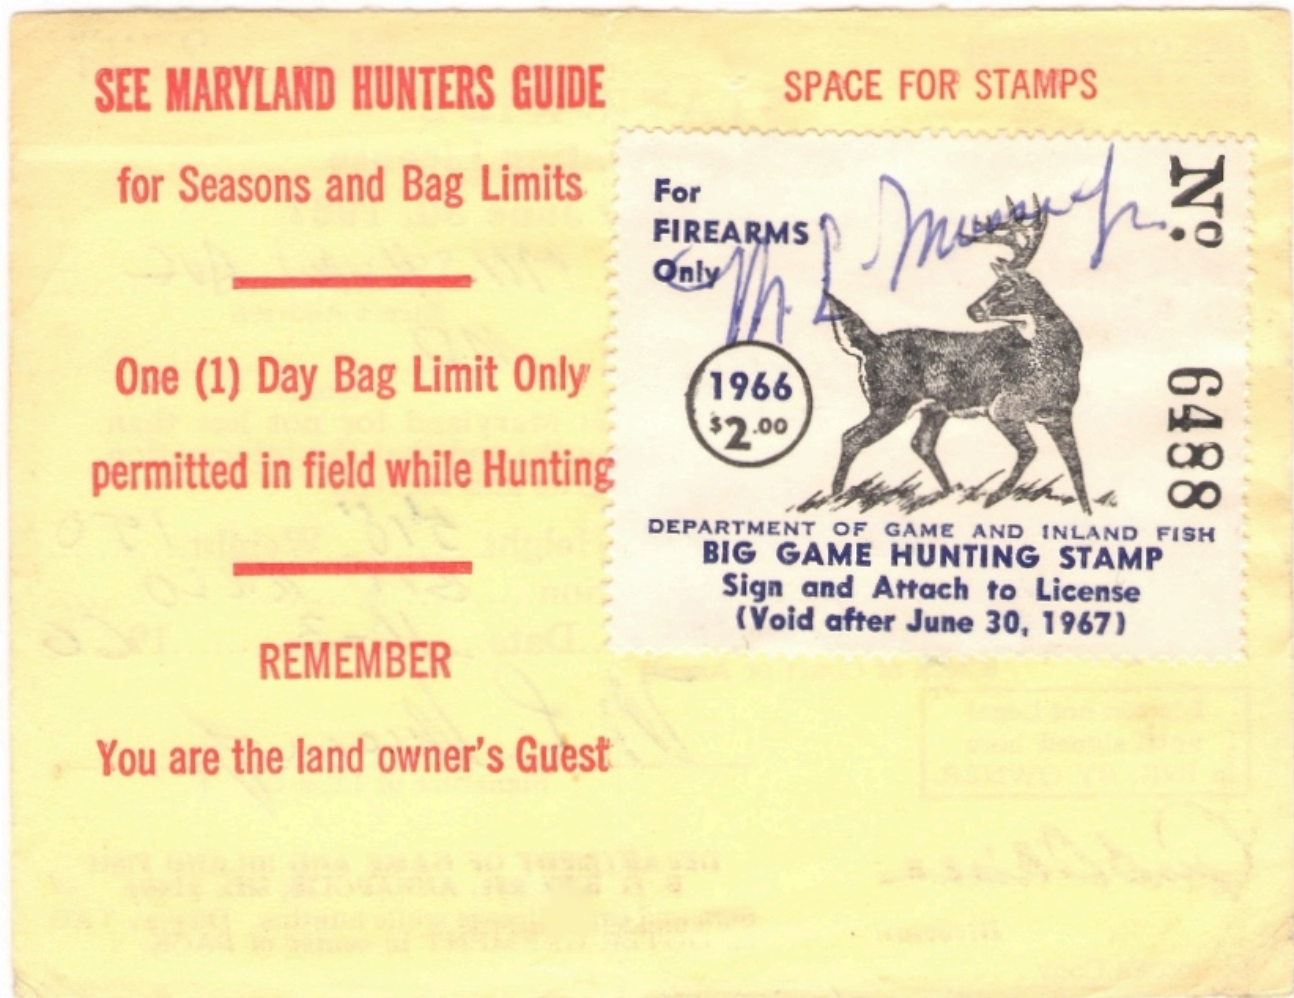 SEE MARYLAND HUNTERS GUIDE
for Seasons and Bag Limits
One (1) Day Bag Limit Only
permitted in field while Hunting
REMEMBER
You are the land owner's Guest
SPACE FOR STAMPS
For
FIREARMS
Only
1966
$2.00
No. 6488
DEPARTMENT OF GAME AND INLAND FISH
BIG GAME HUNTING STAMP
Sign and Attach to License
(Void after June 30, 1967)